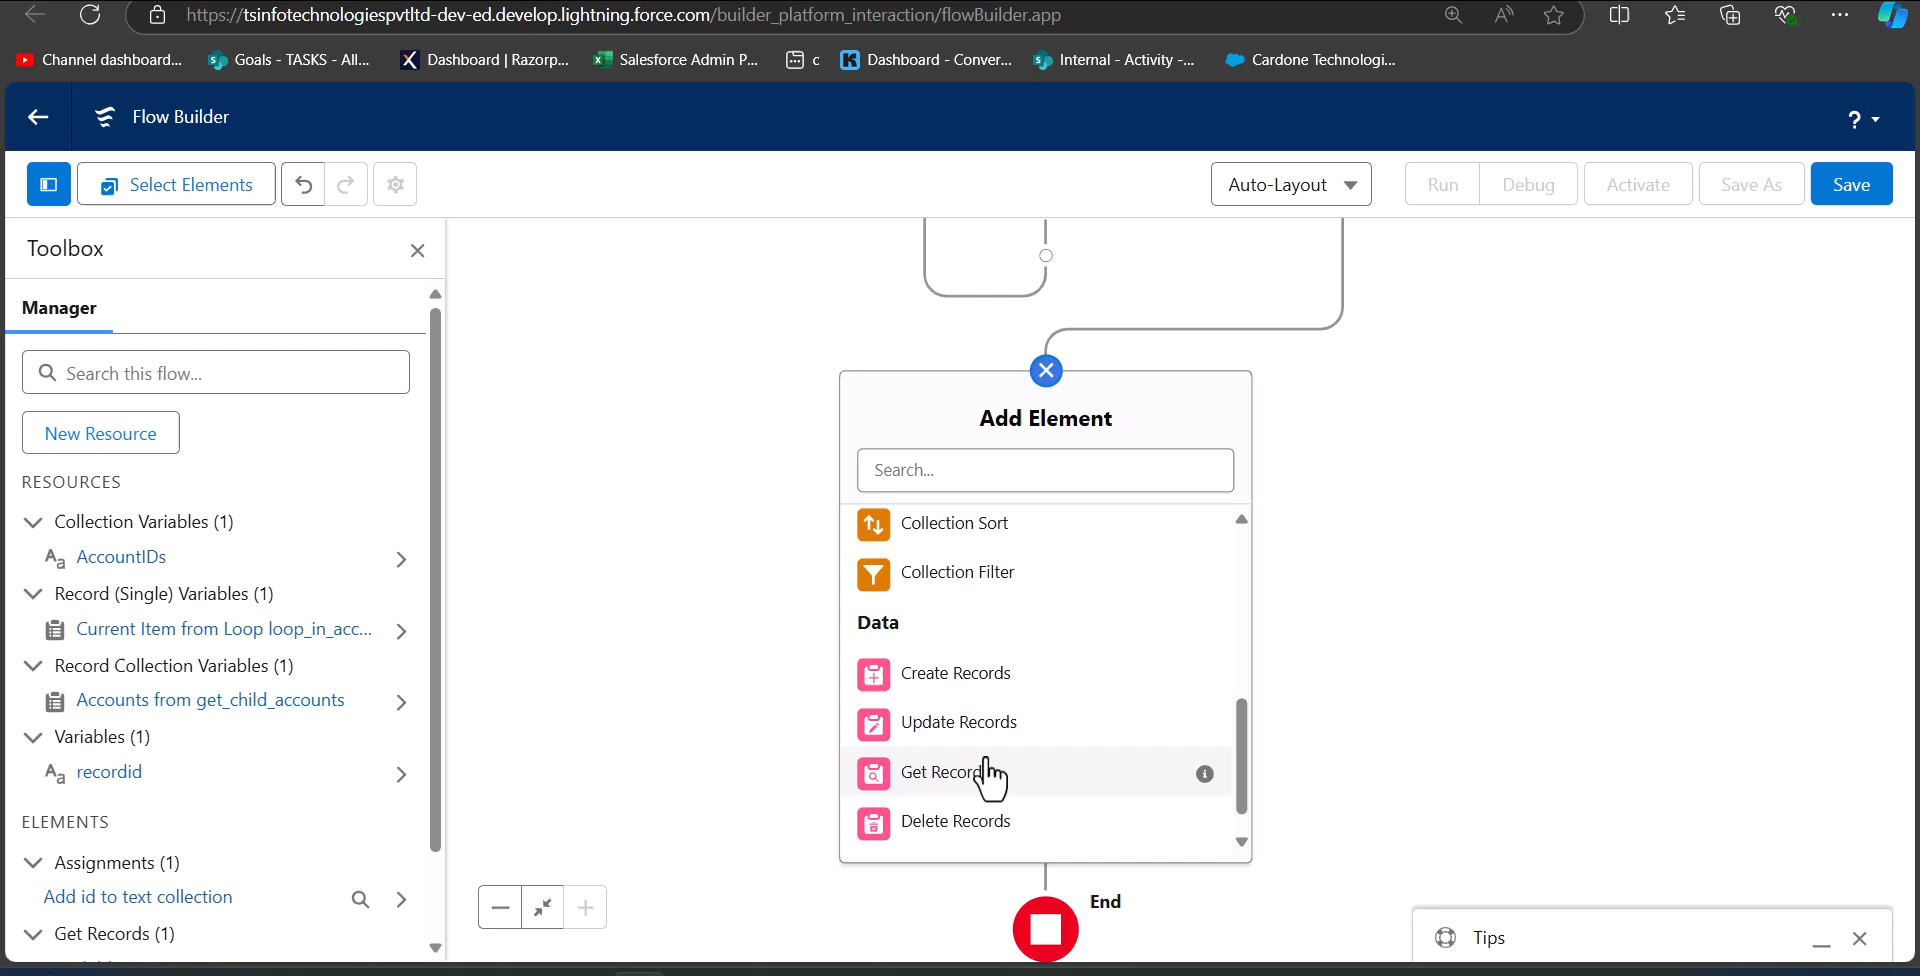 https://tsinfotechnologiespvtltd-dev-ed.develop.lightning.force.com/builder_platform_interaction/flowBuilder.app
Channel dashboard...
Goals - TASKS - All...
Dashboard | Razorp...
Salesforce Admin P...
c
Dashboard - Conver...
Internal - Activity -...
Cardone Technologi...
Flow Builder
?
Select Elements
Auto-Layout
Run
Debug
Activate
Save As
Save
Toolbox
Manager
Search this flow...
New Resource
RESOURCES
Collection Variables (1)
AccountIDs
Record (Single) Variables (1)
Current Item from Loop loop_in_acc...
Record Collection Variables (1)
Accounts from get_child_accounts
Variables (1)
recordid
ELEMENTS
Assignments (1)
Add id to text collection
Get Records (1)
Add Element
Search...
Collection Sort
Collection Filter
Data
Create Records
Update Records
Get Record
Delete Records
End
Tips